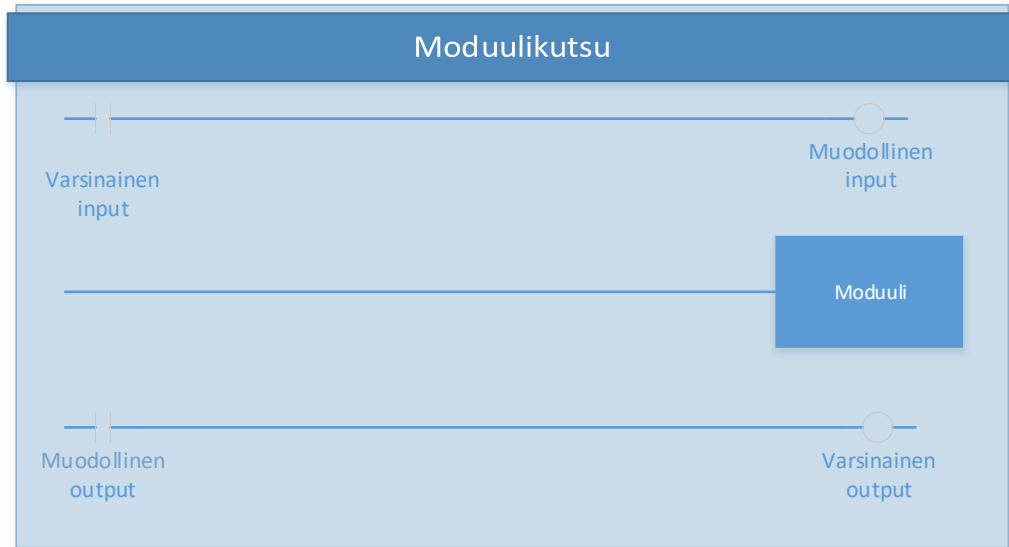 Moduulikutsu
Muodollinen
input
Varsinainen
input
Moduuli
Muodollinen
output
Varsinainen
output